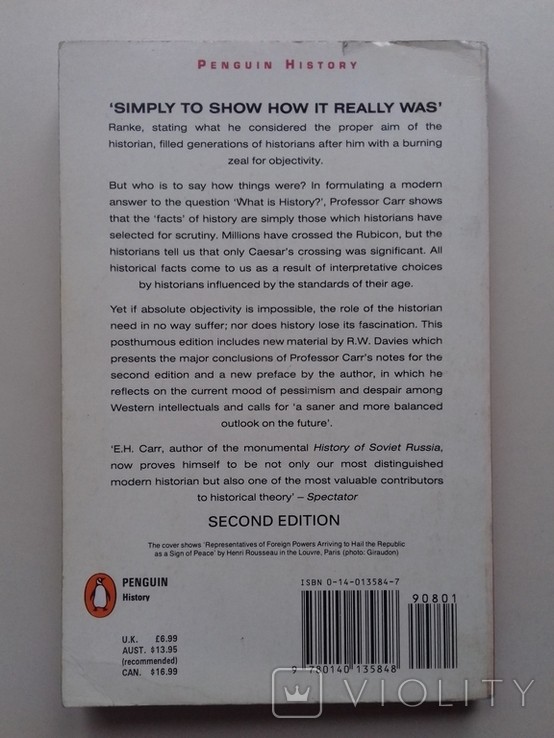 PENGUIN HISTORY
'SIMPLY TO SHOW HOW IT REALLY WAS'
Ranke, stating what he considered the proper aim of the
historian, filled generations of historians after him with a burning
zeal for objectivity.
But who is to say how things were? In formulating a modern
answer to the question 'What is History?', Professor Carr shows
that the 'facts' of history are simply those which historians have
selected for scrutiny. Millions have crossed the Rubicon, but the
historians tell us that only Caesar's crossing was significant. All
historical facts come to us as a result of interpretative choices
by historians influenced by the standards of their age.
Yet if absolute objectivity is impossible, the role of the historian
need in no way suffer; nor does history lose its fascination. This
posthumous edition includes new material by R.W. Davies which
presents the major conclusions of Professor Carr's notes for the
second edition and a new preface by the author, in which he
reflects on the current mood of pessimism and despair among
Western intellectuals and calls for 'a saner and more balanced
outlook on the future'.
'E.H. Carr, author of the monumental History of Soviet Russia,
now proves himself to be not only our most distinguished
modern historian but also one of the most valuable contributors
to historical theory' – Spectator
SECOND EDITION
The cover shows 'Representatives of Foreign Powers Arriving to Hail the Republic
as a Sign of Peace' by Henri Rousseau in the Louvre, Paris (photo: Giraudon)
PENGUIN
History
U.K. £6.99
AUST. $13.95
(recommended)
CAN. $16.99
ISBN 0-14-013584-7
90801
9 780140 135848
VIOLITY